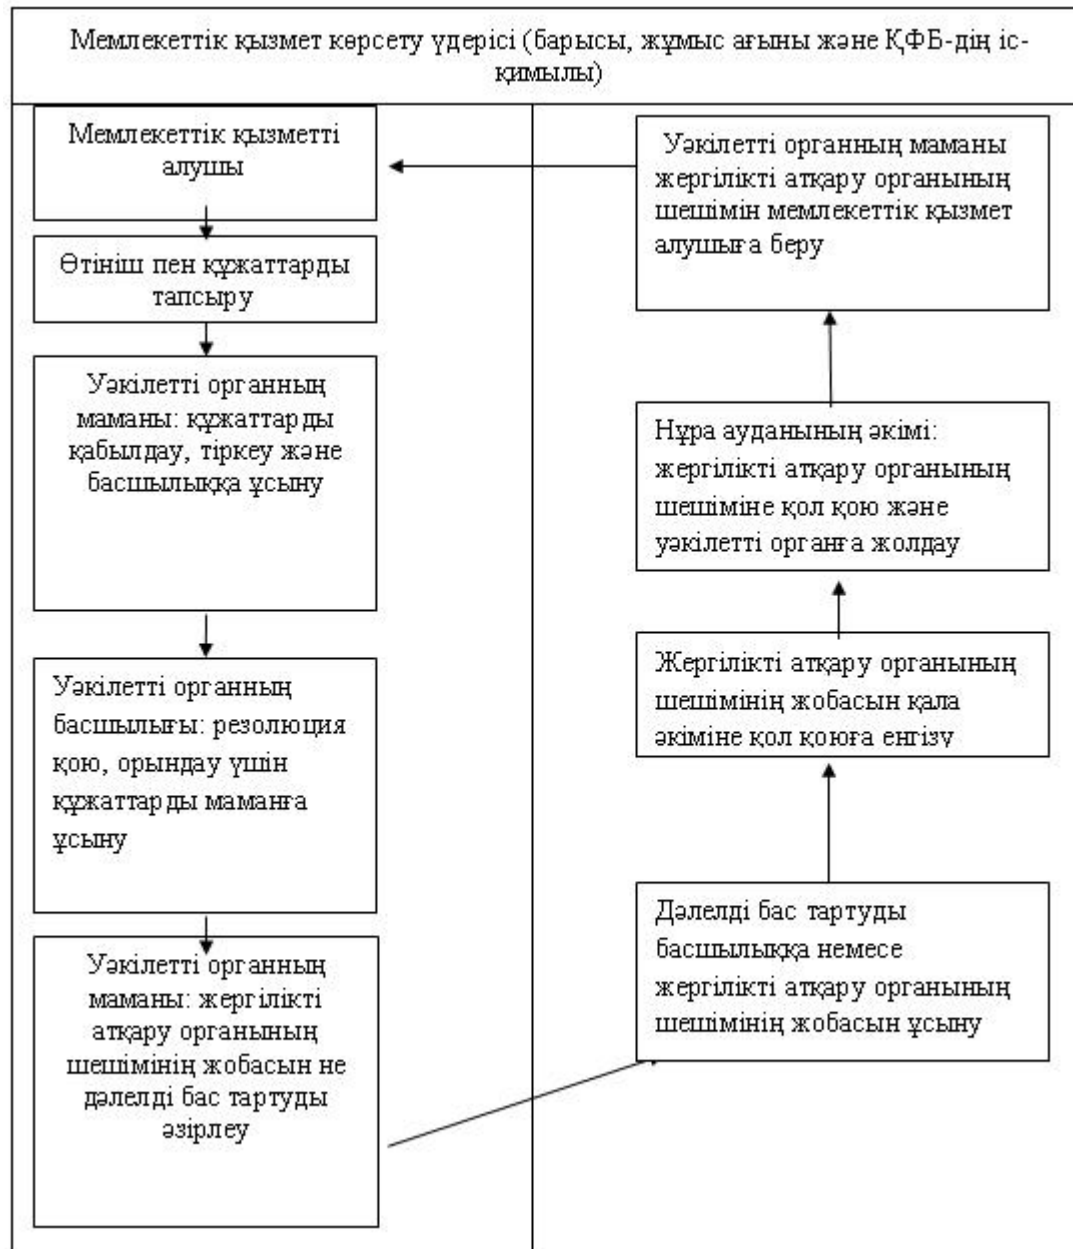 Мемлекеттік қызмет көрсету үдерісі (барысы, жұмыс ағыны және ҚФБ-дің іс-
қимылы)
Мемлекеттік қызметті
алушы
Өтініш пен құжаттарды
тапсыру
Уәкілетті органның
маманы: құжаттарды
қабылдау, тіркеу және
басшылыққа ұсыну
Уәкілетті органның
басшылығы: резолюция
қою, орындау үшін
құжаттарды маманға
ұсыну
Уәкілетті органның
маманы: жергілікті
атқару органының
шешімінің жобасын не
дәлелді бас тартуды
әзірлеу
Дәлелді бас тартуды
басшылыққа немесе
жергілікті атқару органының
шешімінің жобасын ұсыну
Жергілікті атқару органының
шешімінің жобасын қала
әкіміне қол қоюға енгізу
Нұра ауданының әкімі:
жергілікті атқару органының
шешіміне қол қою және
уәкілетті органға жолдау
Уәкілетті органның маманы
жергілікті атқару органының
шешімін мемлекеттік қызмет
алушыға беру